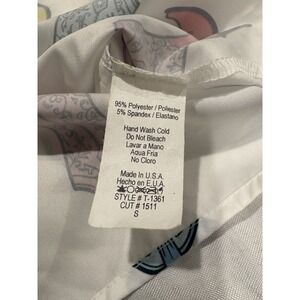 95% Polyester / Poliester
5% Spandex / Elastano
Hand Wash Cold
Do Not Bleach
Lavar a Mano
Agua Fria
No Cloro
Made In U.S.A.
Hecho en E.U.A.
STYLE # T-1361
CUT # 1511
S